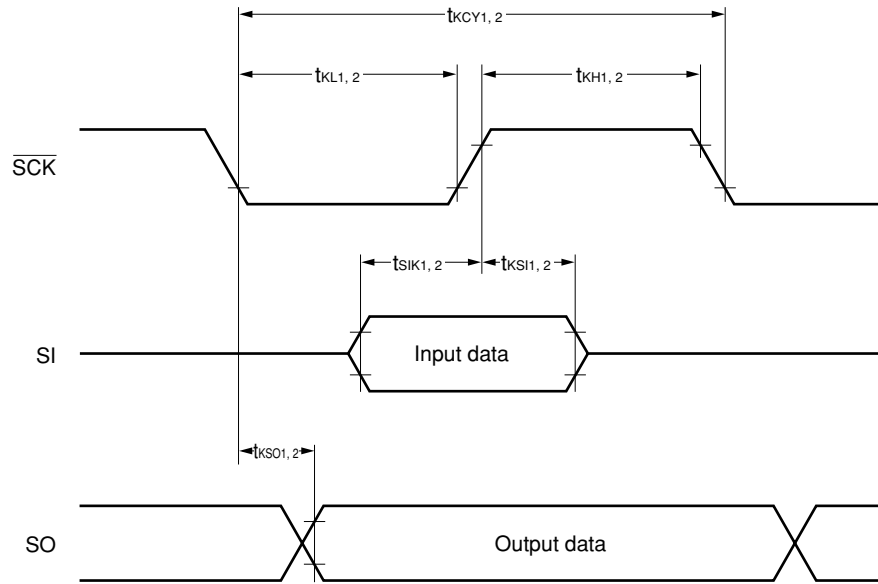 tKCY1, 2
tKL1, 2
tKH1, 2
SCK
tSIK1, 2
tKSI1, 2
SI
Input data
tKSO1, 2
SO
Output data